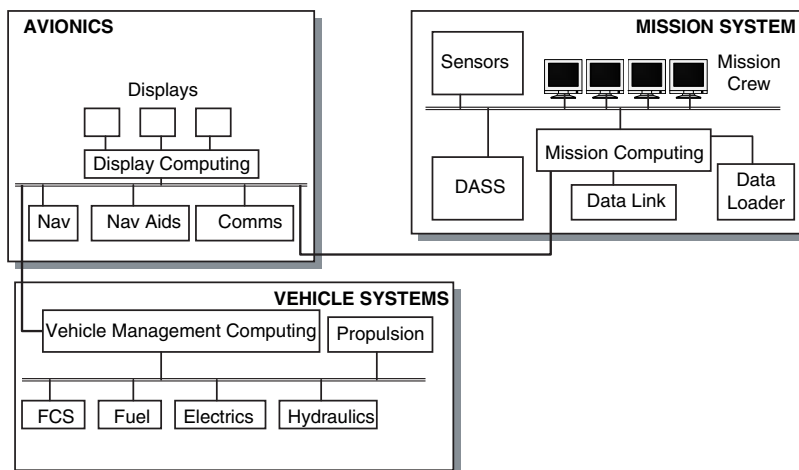 AVIONICS
Displays
Display Computing
Nav
Nav Aids
Comms
MISSION SYSTEM
Sensors
Mission
Crew
Mission Computing
DASS
Data Link
Data
Loader
VEHICLE SYSTEMS
Vehicle Management Computing
Propulsion
FCS
Fuel
Electrics
Hydraulics